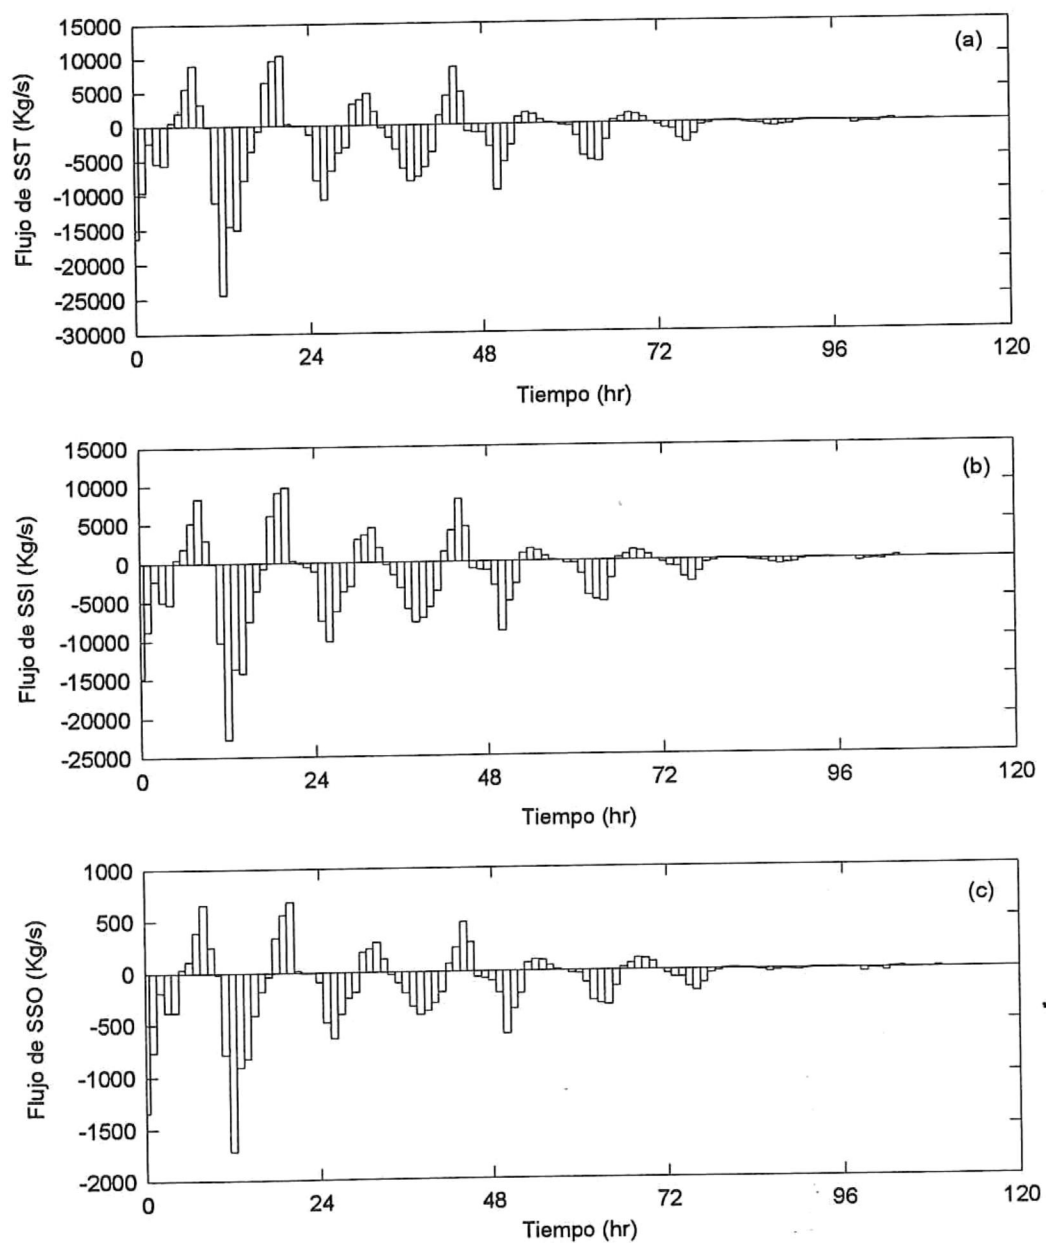 15000
(a)
10000
5000
0
-5000
-10000
-15000
-20000
-25000
-30000
Flujo de SST (Kg/s)
0 24 48 72 96 120
Tiempo (hr)
15000
(b)
10000
5000
0
-5000
-10000
-15000
-20000
-25000
Flujo de SSI (Kg/s)
0 24 48 72 96 120
Tiempo (hr)
1000
(c)
500
0
-500
-1000
-1500
-2000
Flujo de SSO (Kg/s)
0 24 48 72 96 120
Tiempo (hr)